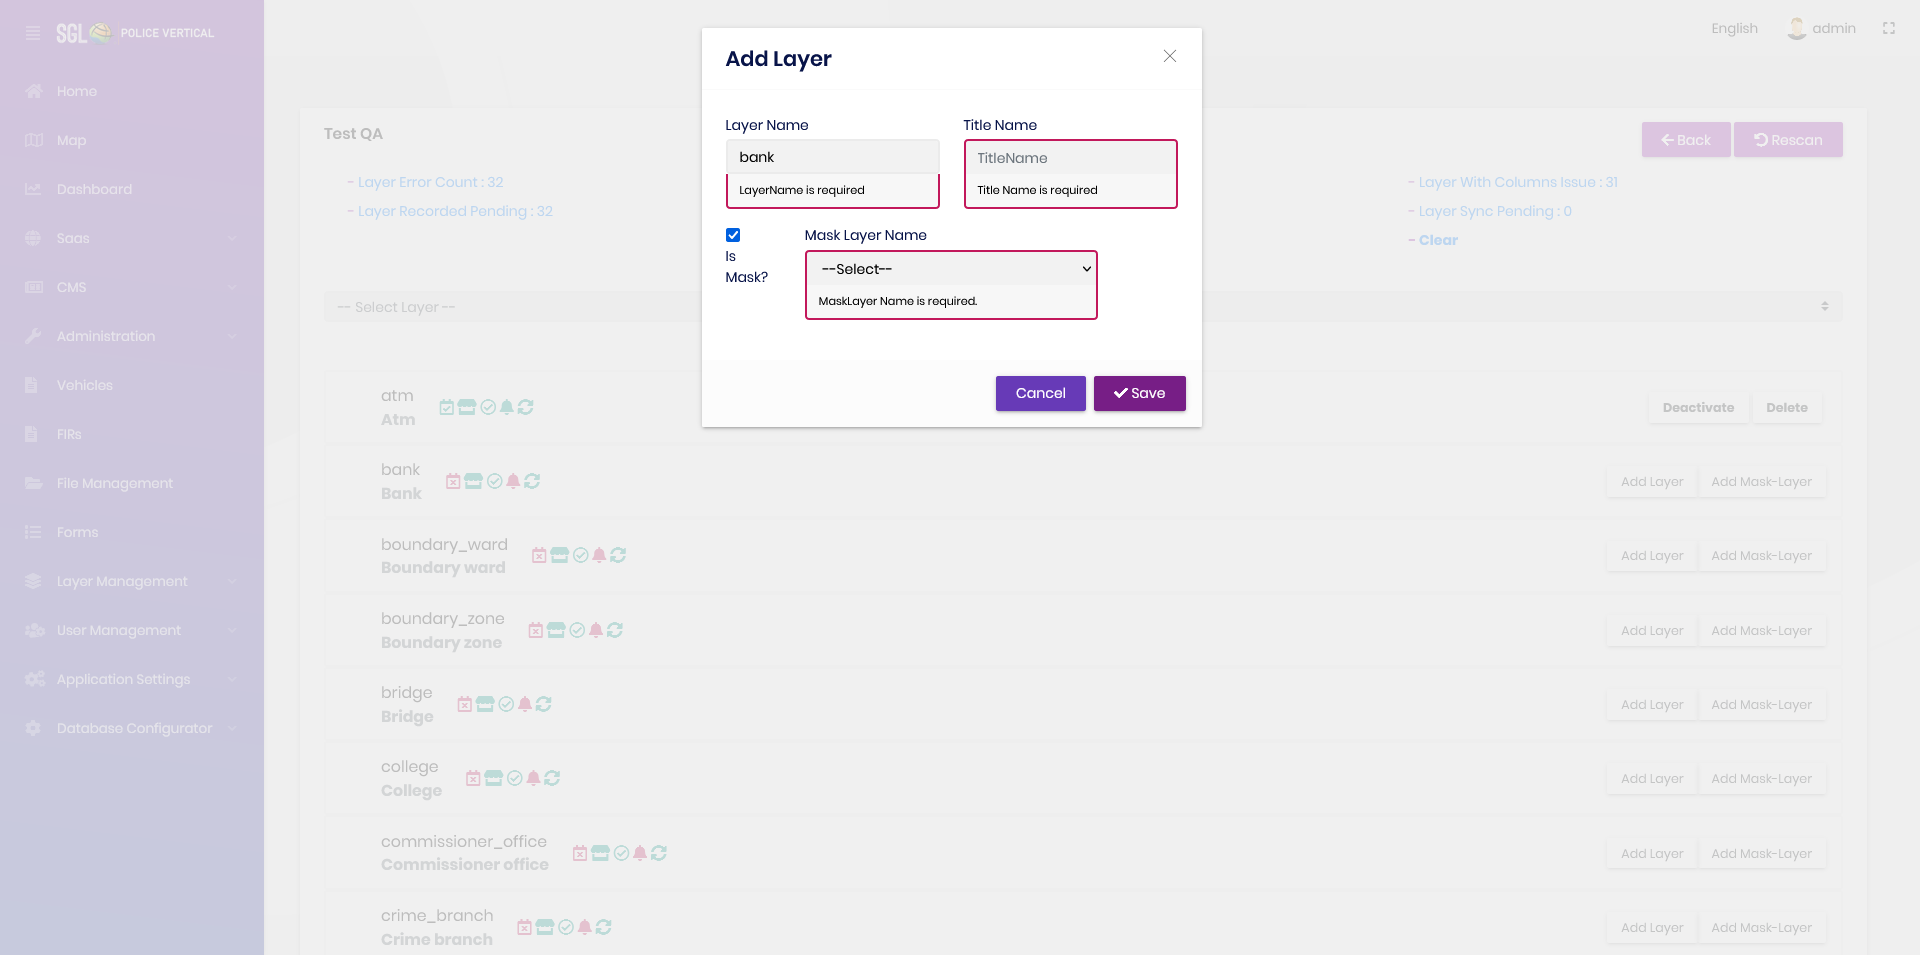 SGL POLICE VERTICAL
Home
Map
Dashboard
Saas
CMS
Administration
Vehicles
FIRs
File Management
Forms
Layer Management
User Management
Application Settings
Database Configurator
English
admin
Test QA
Back
Rescan
- Layer Error Count : 32
- Layer Recorded Pending : 32
- Layer With Columns Issue : 31
- Layer Sync Pending : 0
- Clear
-- Select Layer --
Add Layer
Layer Name
bank
LayerName is required
Title Name
TitleName
Title Name is required
Is
Mask?
Mask Layer Name
--Select--
MaskLayer Name is required.
Cancel
Save
atm
Atm
Deactivate
Delete
bank
Bank
Add Layer
Add Mask-Layer
boundary_ward
Boundary ward
Add Layer
Add Mask-Layer
boundary_zone
Boundary zone
Add Layer
Add Mask-Layer
bridge
Bridge
Add Layer
Add Mask-Layer
college
College
Add Layer
Add Mask-Layer
commissioner_office
Commissioner office
Add Layer
Add Mask-Layer
crime_branch
Crime branch
Add Layer
Add Mask-Layer